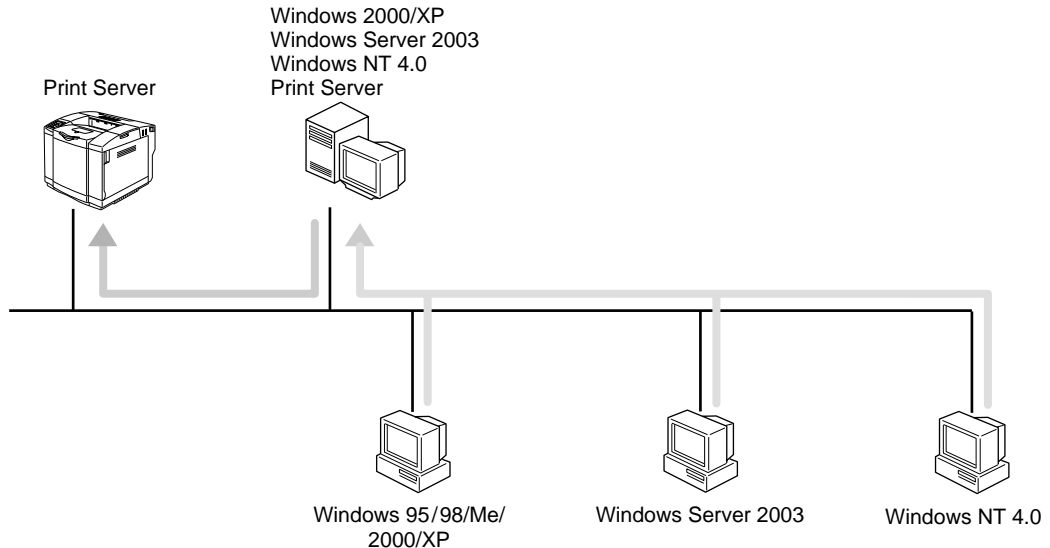 Windows 2000/XP
Windows Server 2003
Windows NT 4.0
Print Server
Print Server
Windows 95/98/Me/
2000/XP
Windows Server 2003
Windows NT 4.0